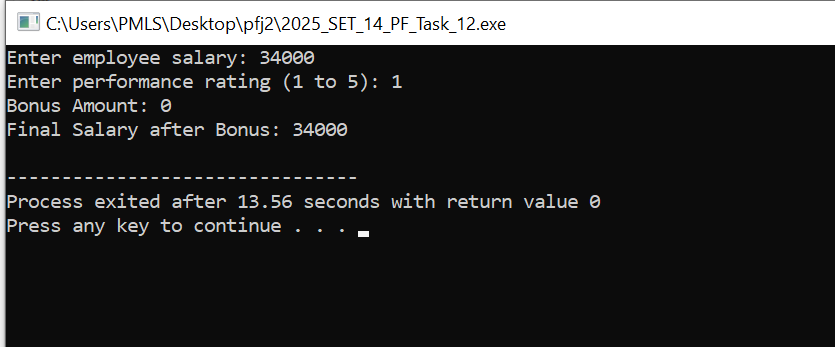 C:\Users\PMLS\Desktop\pfj2\2025_SET_14_PF_Task_12.exe
Enter employee salary: 34000
Enter performance rating (1 to 5): 1
Bonus Amount: 0
Final Salary after Bonus: 34000
--------------------------------
Process exited after 13.56 seconds with return value 0
Press any key to continue . . .